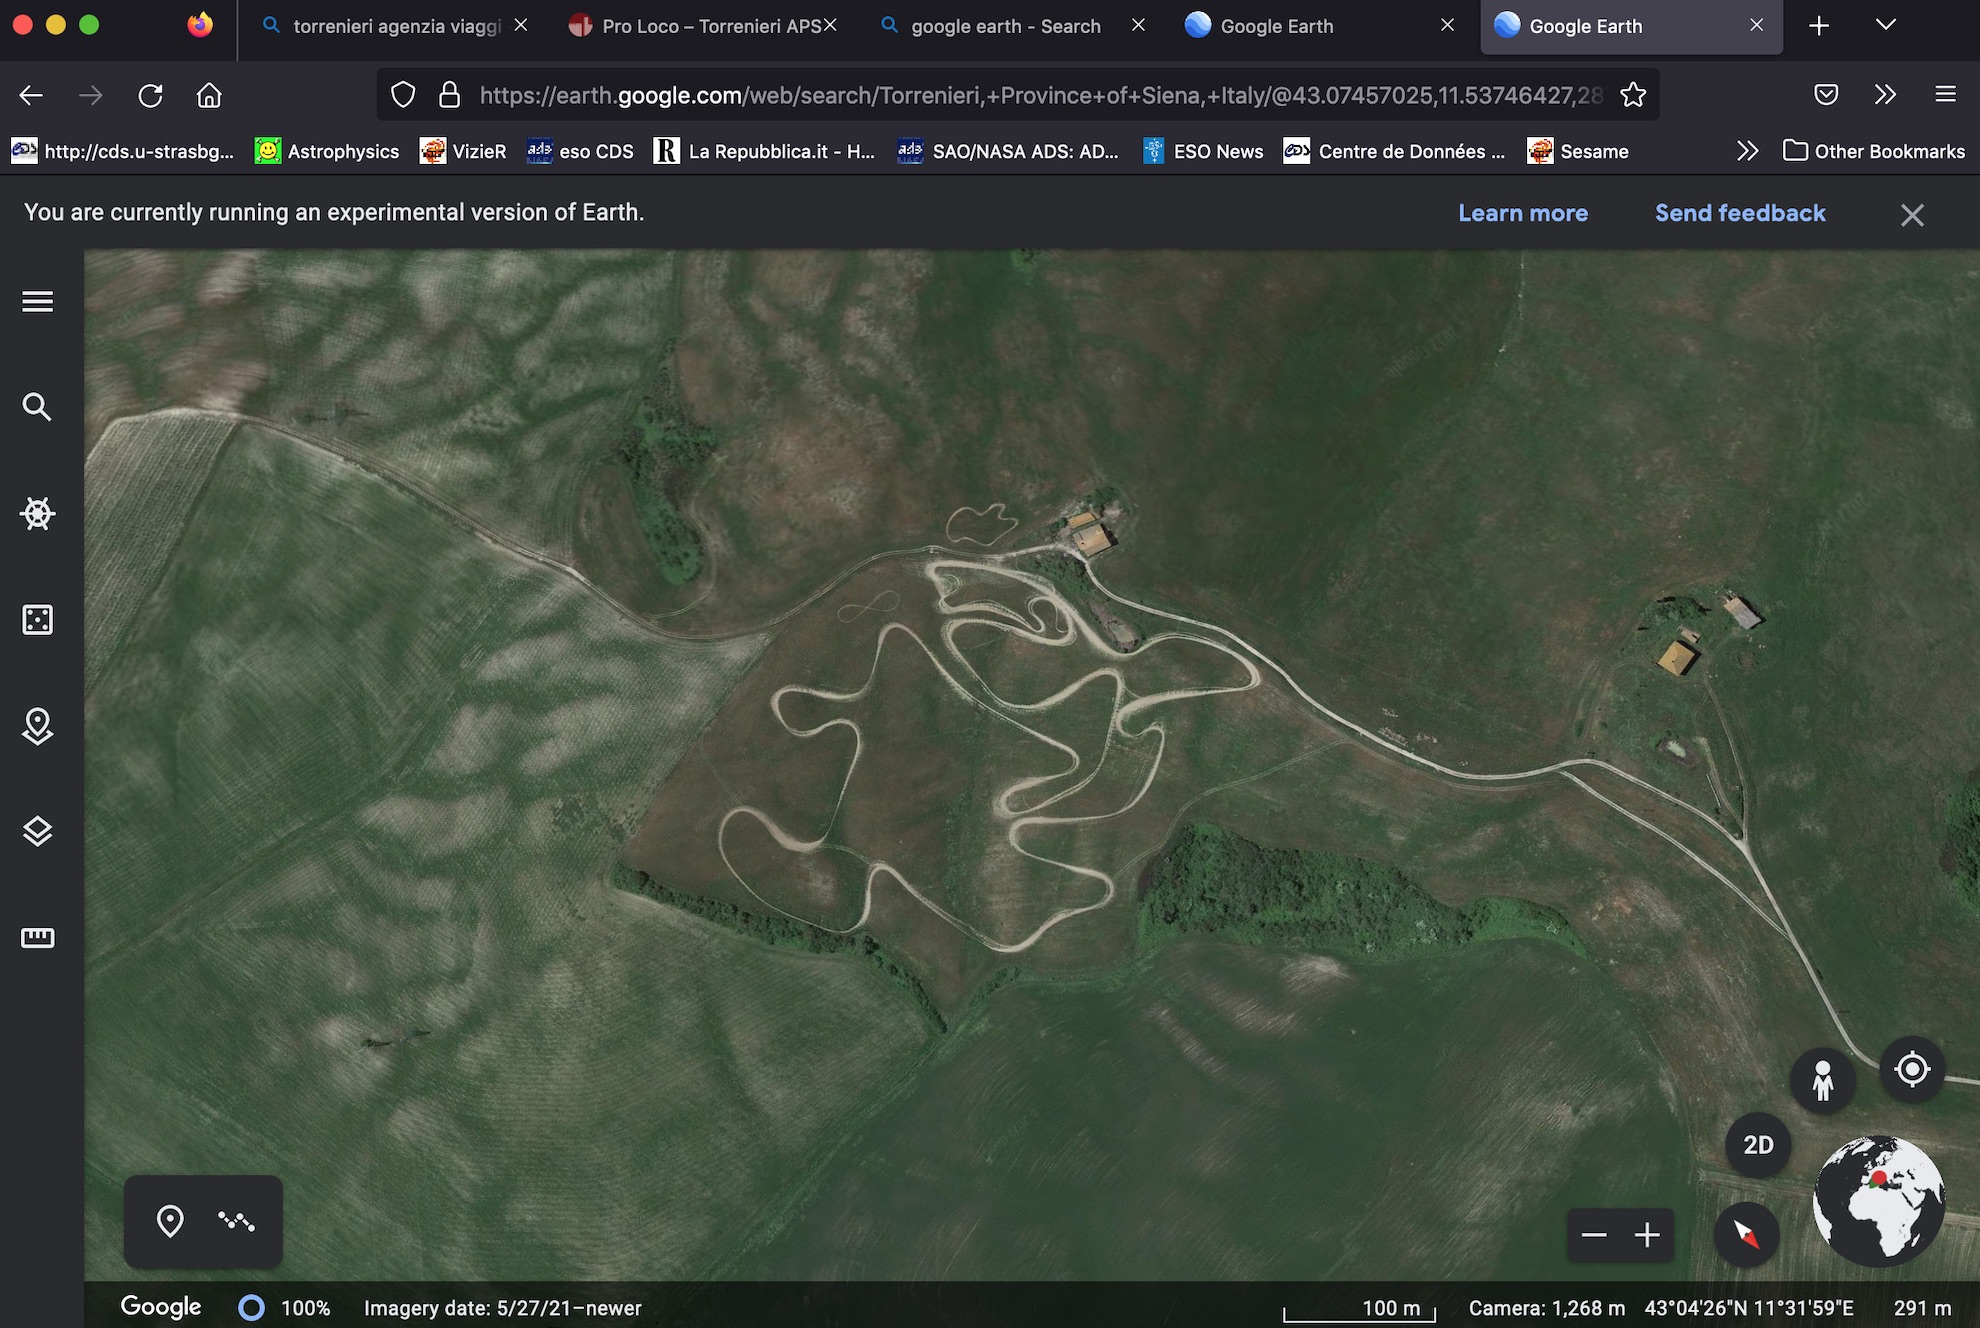 torrenieri agenzia viaggi
Pro Loco – Torrenieri APS
google earth - Search
Google Earth
Google Earth
https://earth.google.com/web/search/Torrenieri,+Province+of+Siena,+Italy/@43.07457025,11.53746427,28
http://cds.u-strasbg...
Astrophysics
VizieR
ads
eso CDS
R
La Repubblica.it - H...
ads
SAO/NASA ADS: AD...
ESO News
Centre de Données ...
Sesame
Other Bookmarks
You are currently running an experimental version of Earth.
Learn more
Send feedback
2D
Google
100%
Imagery date: 5/27/21–newer
100 m
Camera: 1,268 m
43°04'26"N 11°31'59"E
291 m